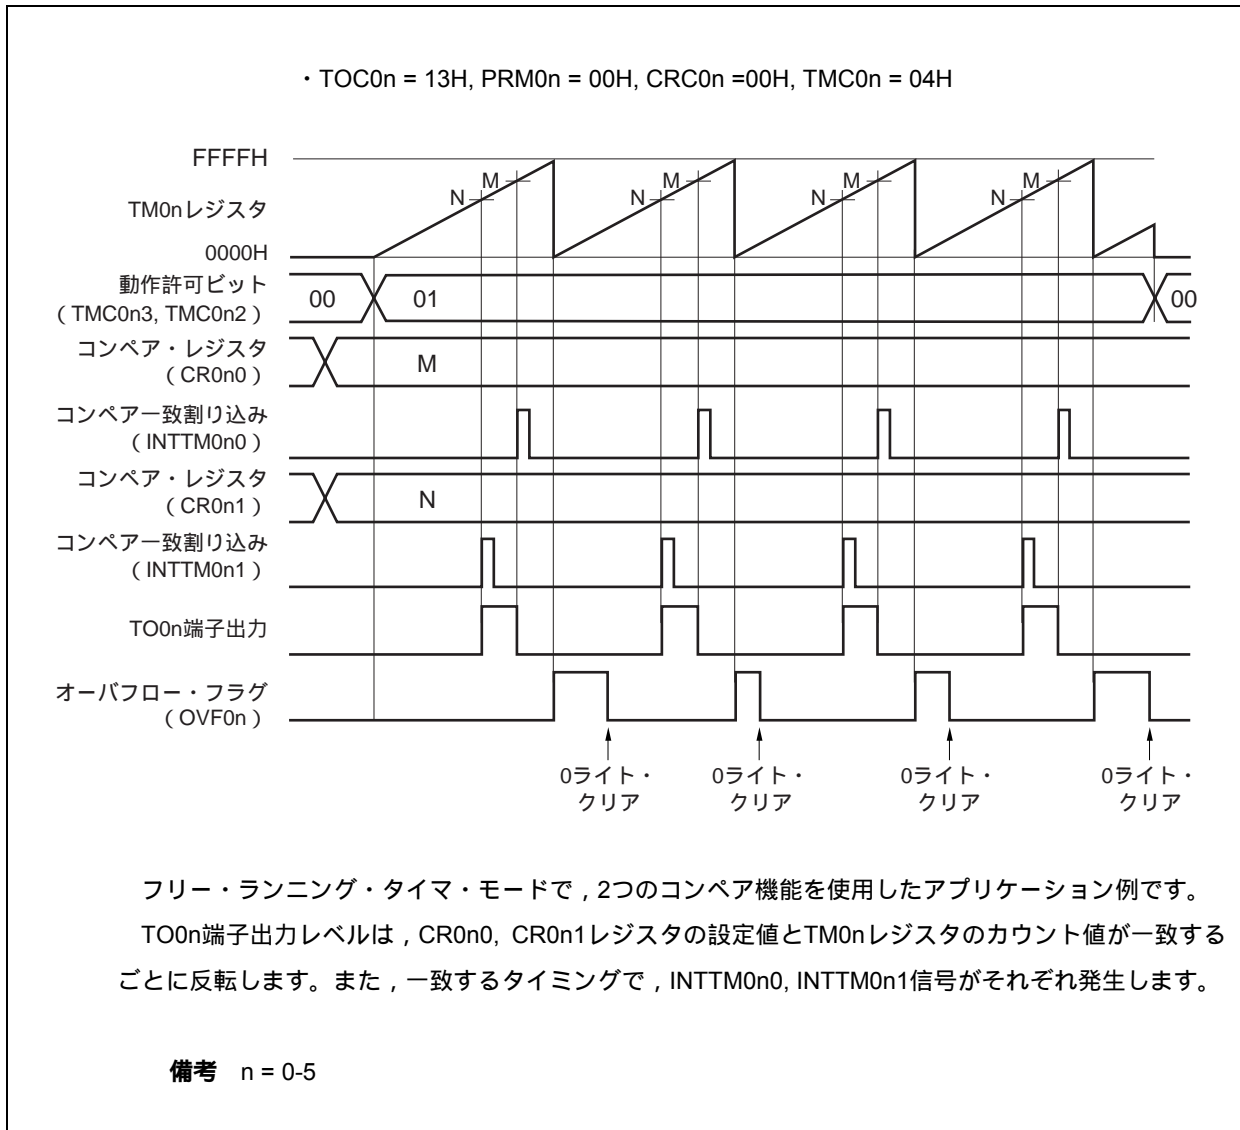 ・TOC0n = 13H, PRM0n = 00H, CRC0n =00H, TMC0n = 04H
FFFFH
TM0nレジスタ
0000H
M
N
M
N
M
N
M
N
動作許可ビット
（TMC0n3, TMC0n2）
00
01
00
コンペア・レジスタ
（CR0n0）
M
コンペア一致割り込み
（INTTM0n0）
コンペア・レジスタ
（CR0n1）
N
コンペア一致割り込み
（INTTM0n1）
TO0n端子出力
オーバフロー・フラグ
（OVF0n）
0ライト・
クリア
0ライト・
クリア
0ライト・
クリア
0ライト・
クリア
フリー・ランニング・タイマ・モードで，2つのコンペア機能を使用したアプリケーション例です。
TO0n端子出力レベルは，CR0n0, CR0n1レジスタの設定値とTM0nレジスタのカウント値が一致する
ごとに反転します。また，一致するタイミングで，INTTM0n0, INTTM0n1信号がそれぞれ発生します。
備考 n = 0-5